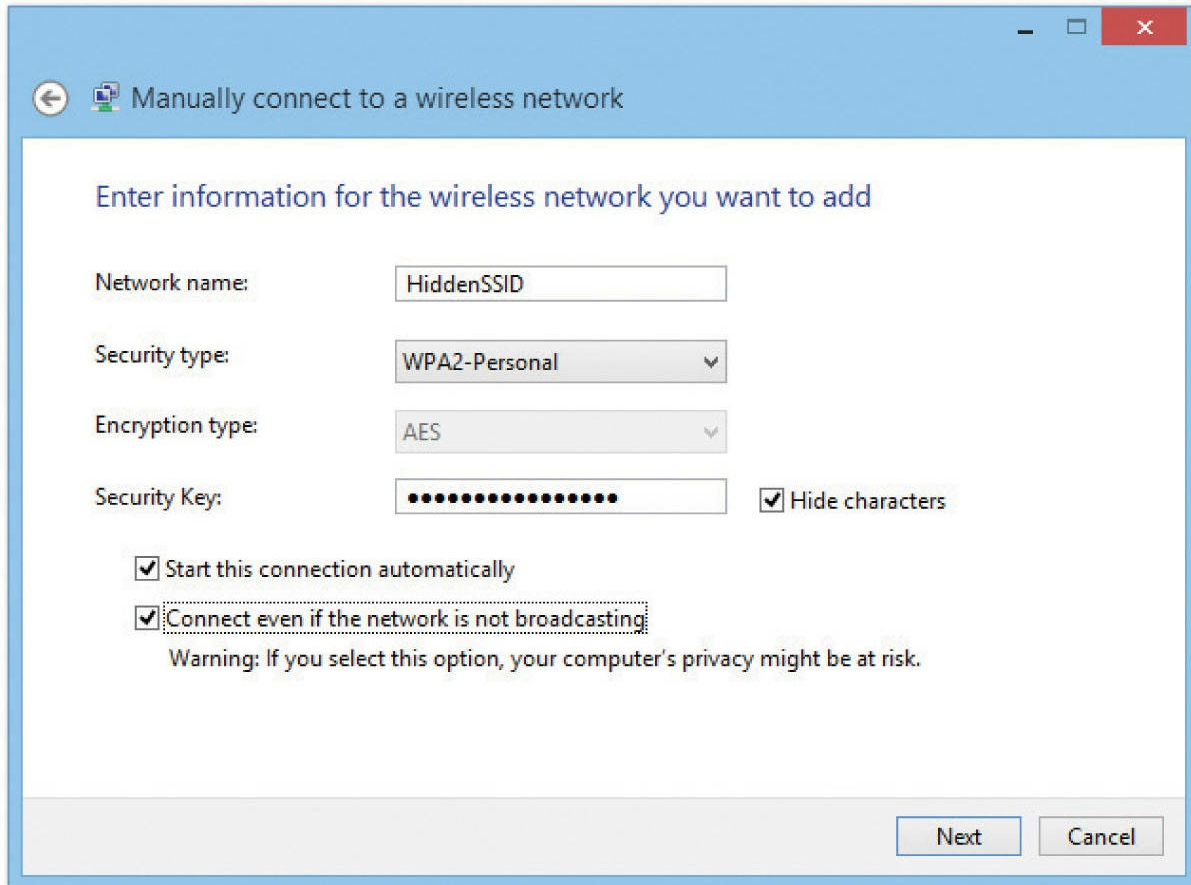 Manually connect to a wireless network
Enter information for the wireless network you want to add
Network name: HiddenSSID
Security type: WPA2-Personal
Encryption type: AES
Security Key: ●●●●●●●●●●●●●●●● Hide characters
Start this connection automatically
Connect even if the network is not broadcasting
Warning: If you select this option, your computer's privacy might be at risk.
Next Cancel